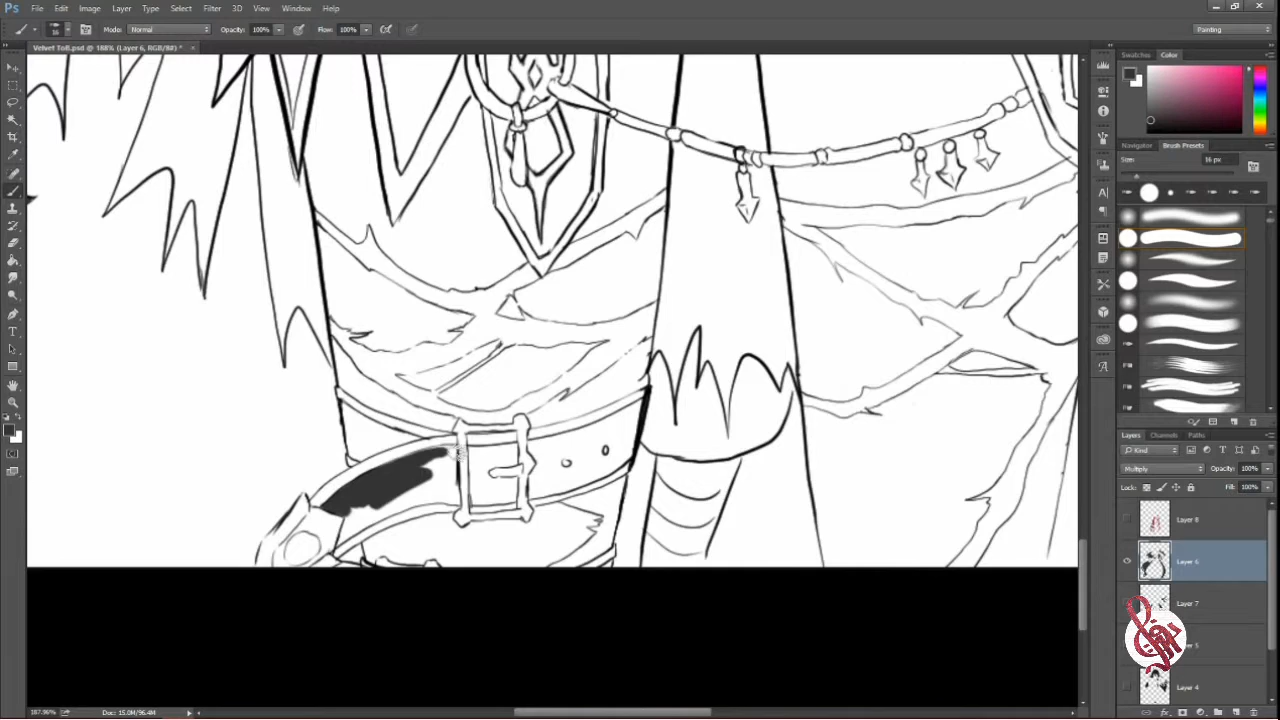 Ps File Edit Image Layer Type Select Filter 3D View Window Help
16 Mode: Normal Opacity: 100% Flow: 100% Painting
Velvet ToB.psd @ 188% (Layer 6, RGB/8#) * ×
Swatches Color
Navigator Brush Presets
Size: 16 px
Layers Channels Paths
Kind
Multiply Opacity: 100%
Lock: Fill: 100%
Layer 8
Layer 6
Layer 7
Layer 4
187.96% Doc: 15.0M/96.4M